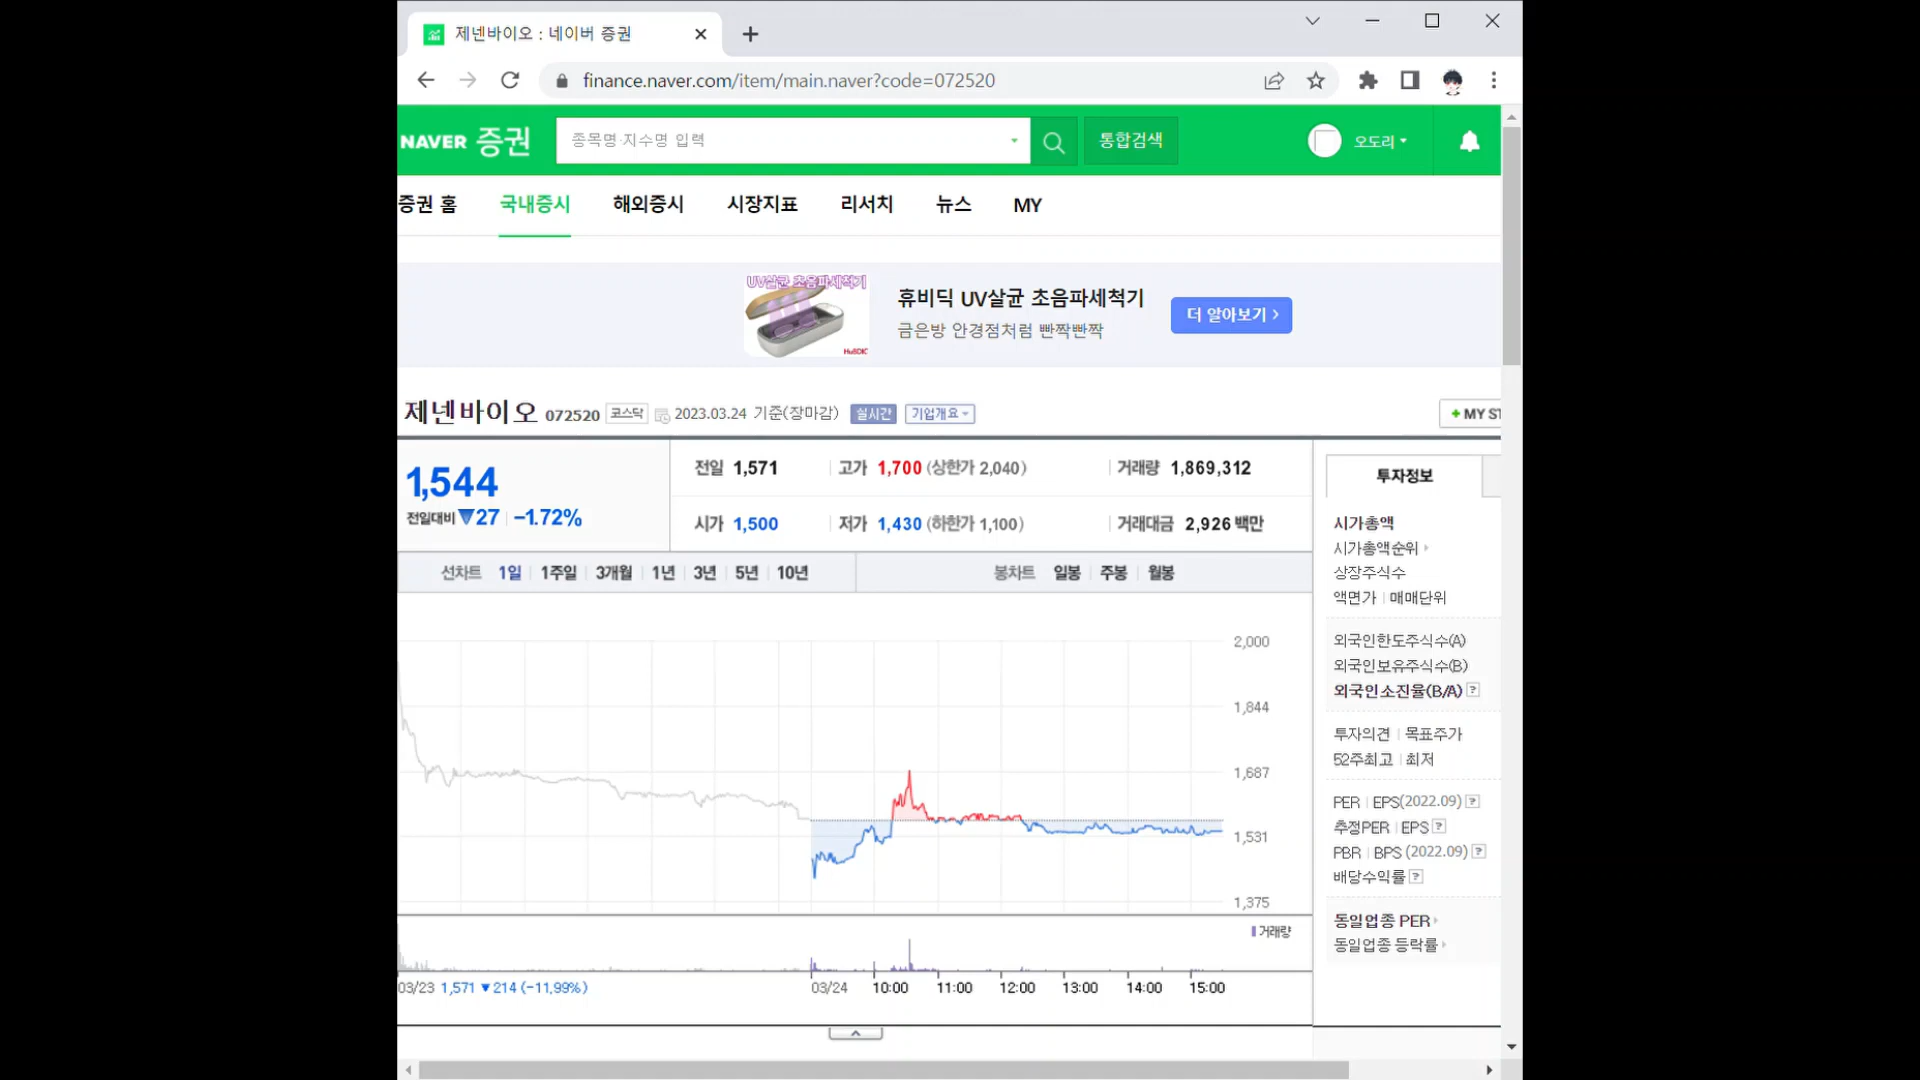 제넨바이오 : 네이버 증권
finance.naver.com/item/main.naver?code=072520
NAVER 증권 종목명·지수명 입력 통합검색 오도리
증권 홈 국내증시 해외증시 시장지표 리서치 뉴스 MY
UV살균 초음파세척기
HuBDIC
휴비딕 UV살균 초음파세척기
금은방 안경점처럼 빤짝빤짝
더 알아보기 >
제넨바이오 072520 코스닥 2023.03.24 기준(장마감) 실시간 기업개요
+ MY ST
1,544
전일대비 ▼27 -1.72%
전일 1,571 고가 1,700 (상한가 2,040) 거래량 1,869,312
시가 1,500 저가 1,430 (하한가 1,100) 거래대금 2,926 백만
선차트 1일 1주일 3개월 1년 3년 5년 10년 봉차트 일봉 주봉 월봉
2,000
1,844
1,687
1,531
1,375
거래량
03/23 1,571 ▼214 (-11,99%)
03/24 10:00 11:00 12:00 13:00 14:00 15:00
투자정보
시가총액
시가총액순위
상장주식수
액면가 | 매매단위
외국인한도주식수(A)
외국인보유주식수(B)
외국인소진율(B/A) ?
투자의견 | 목표주가
52주최고 | 최저
PER | EPS(2022.09) ?
추정PER | EPS ?
PBR | BPS (2022.09) ?
배당수익률 ?
동일업종 PER
동일업종 등락률